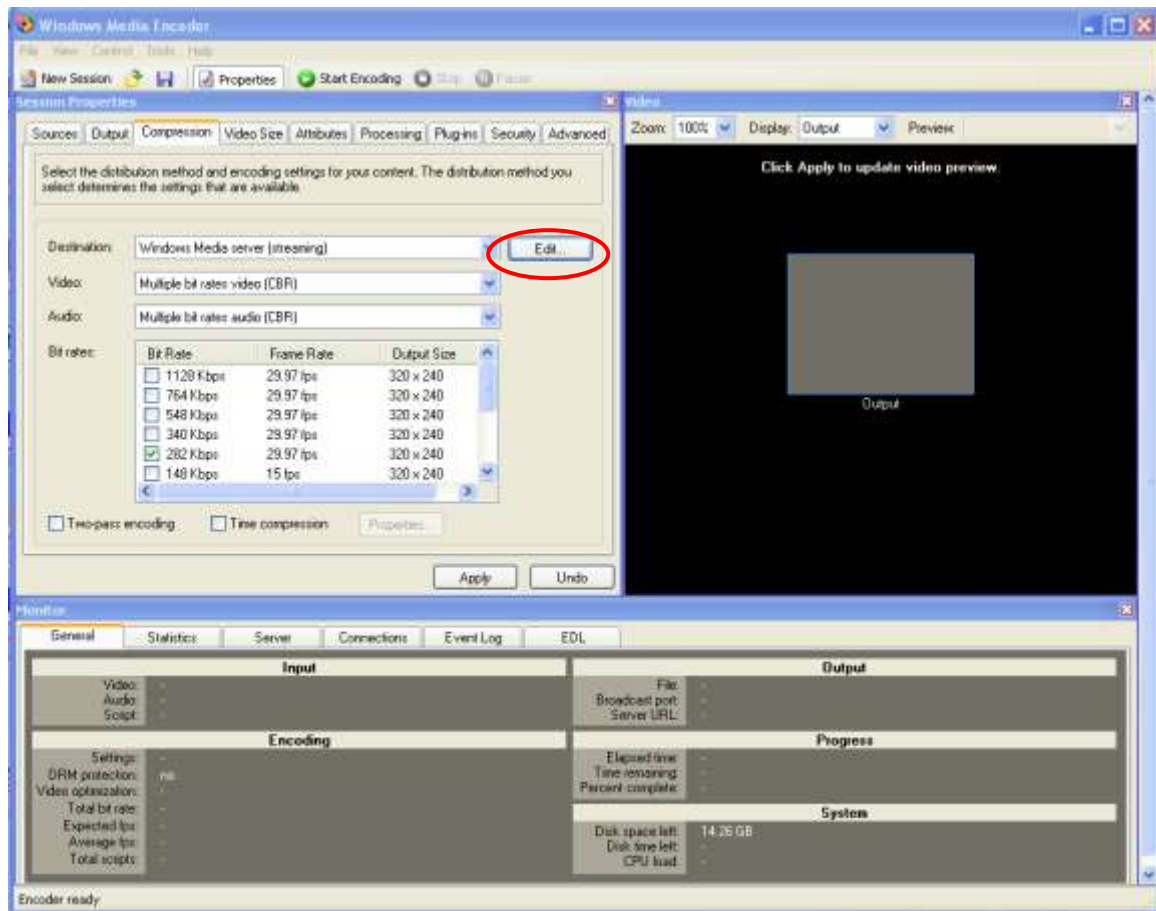 Windows Media Encoder
File View Control Tools Help
New Session Properties Start Encoding Stop Pause
Session Properties
Sources Output Compression Video Size Attributes Processing Plug-ins Security Advanced
Select the distribution method and encoding settings for your content. The distribution method you
select determines the settings that are available.
Destination: Windows Media server (streaming) Edit...
Video: Multiple bit rates video (CBR)
Audio: Multiple bit rates audio (CBR)
Bit rates: Bit Rate Frame Rate Output Size
1128 Kbps 29.97 fps 320 x 240
764 Kbps 29.97 fps 320 x 240
548 Kbps 29.97 fps 320 x 240
340 Kbps 29.97 fps 320 x 240
282 Kbps 29.97 fps 320 x 240
148 Kbps 15 fps 320 x 240
Two-pass encoding Time compression Properties...
Apply Undo
Video
Zoom: 100% Display: Output Preview:
Click Apply to update video preview.
Output
Monitor
General Statistics Server Connections Event Log EDL
Input
Video: -
Audio: -
Script: -
Encoding
Settings: -
DRM protection: no
Video optimization: -
Total bit rate: -
Expected fps: -
Average fps: -
Total scripts: -
Output
File: -
Broadcast port: -
Server URL: -
Progress
Elapsed time: -
Time remaining: -
Percent complete: -
System
Disk space left: 14.26 GB
Disk time left: -
CPU load: -
Encoder ready